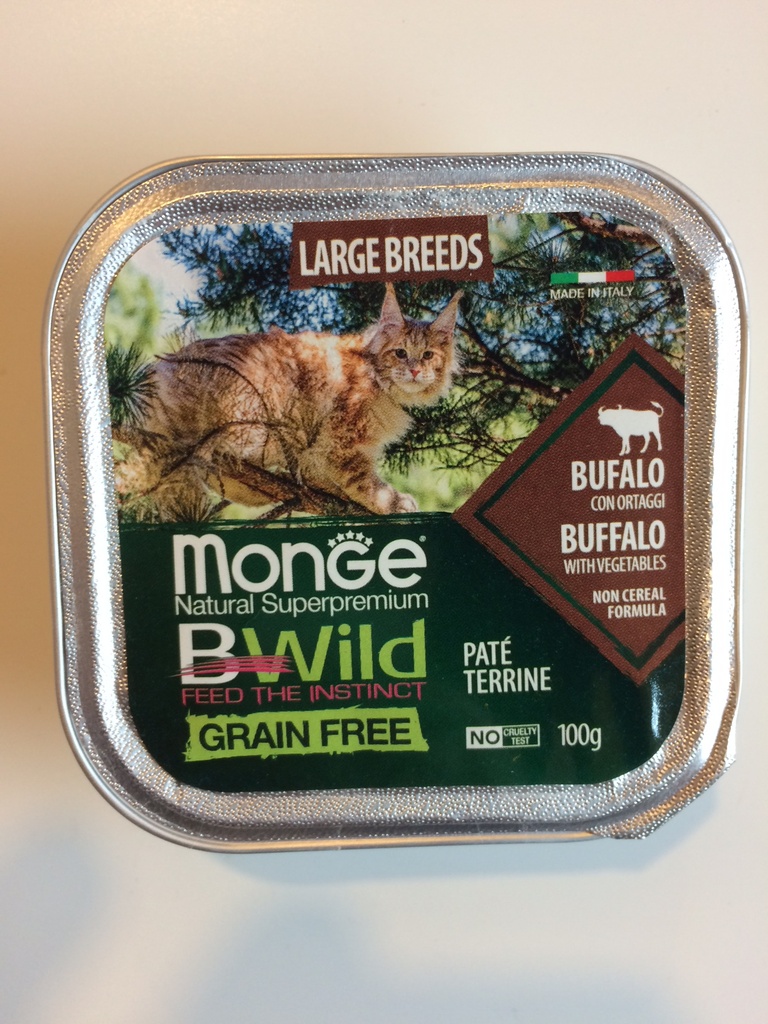 LARGE BREEDS
MADE IN ITALY
BUFALO
CON ORTAGGI
BUFFALO
WITH VEGETABLES
NON CEREAL
FORMULA
monGe®
Natural Superpremium
BWild
FEED THE INSTINCT
GRAIN FREE
PATÉ
TERRINE
NO CRUELTY TEST
100g